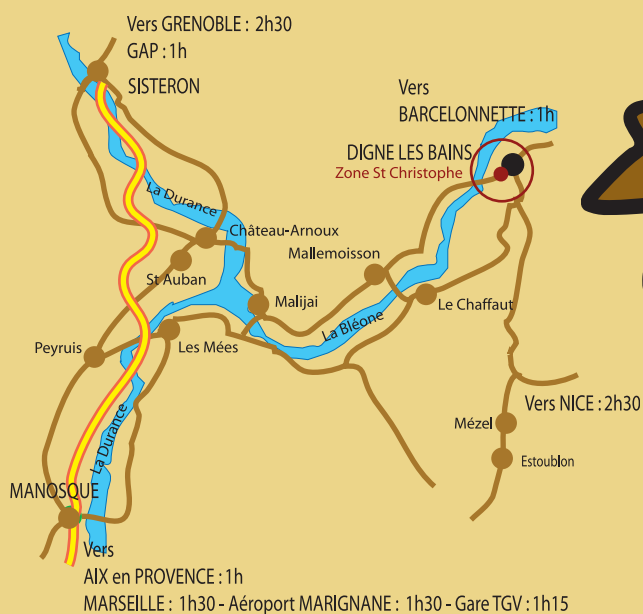 Vers GRENOBLE : 2h30
GAP : 1h
SISTERON
Vers
BARCELONNETTE : 1h
DIGNE LES BAINS
Zone St Christophe
La Durance
Château-Arnoux
Mallemoisson
St Auban
Malijai
Le Chaffaut
La Bléone
Peyruis
Les Mées
Vers NICE : 2h30
Mézel
La Durance
Estoublon
MANOSQUE
Vers
AIX en PROVENCE : 1h
MARSEILLE : 1h30 - Aéroport MARIGNANE : 1h30 - Gare TGV : 1h15